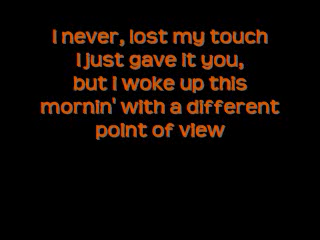 I never, lost my touch
I just gave it you,
but I woke up this
mornin' with a different
point of view